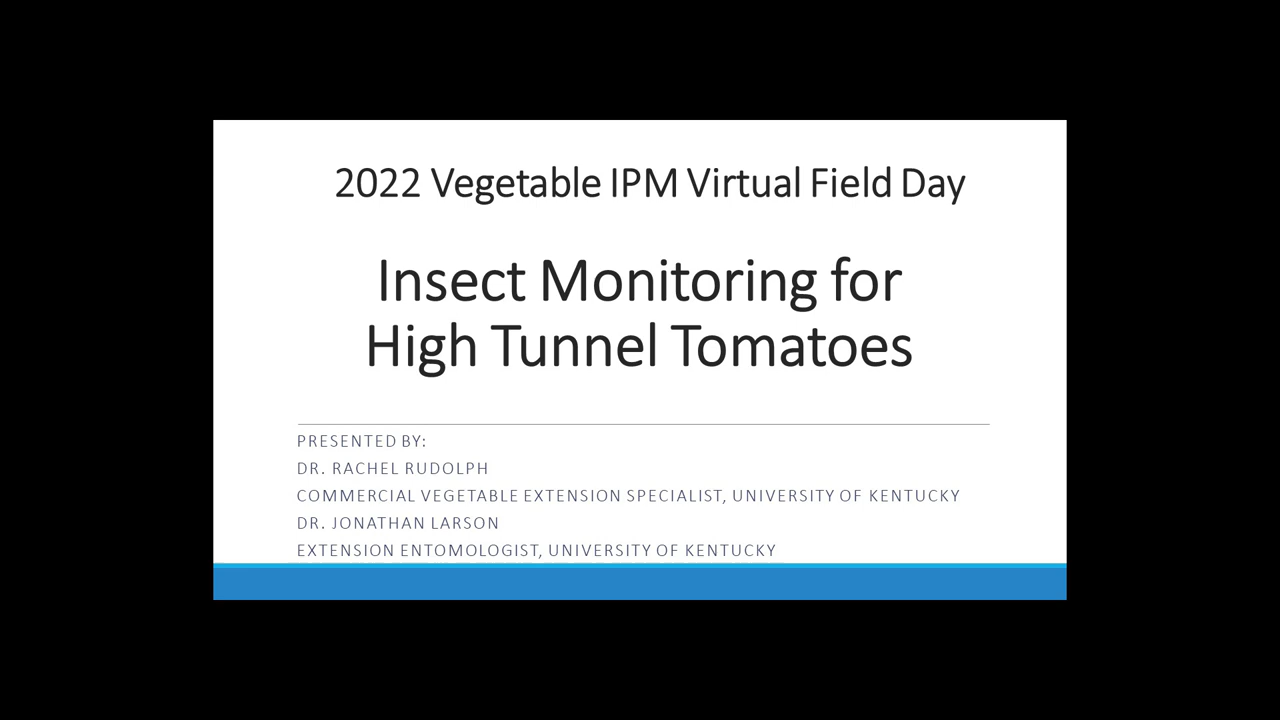 2022 Vegetable IPM Virtual Field Day
Insect Monitoring for
High Tunnel Tomatoes
PRESENTED BY:
DR. RACHEL RUDOLPH
COMMERCIAL VEGETABLE EXTENSION SPECIALIST, UNIVERSITY OF KENTUCKY
DR. JONATHAN LARSON
EXTENSION ENTOMOLOGIST, UNIVERSITY OF KENTUCKY